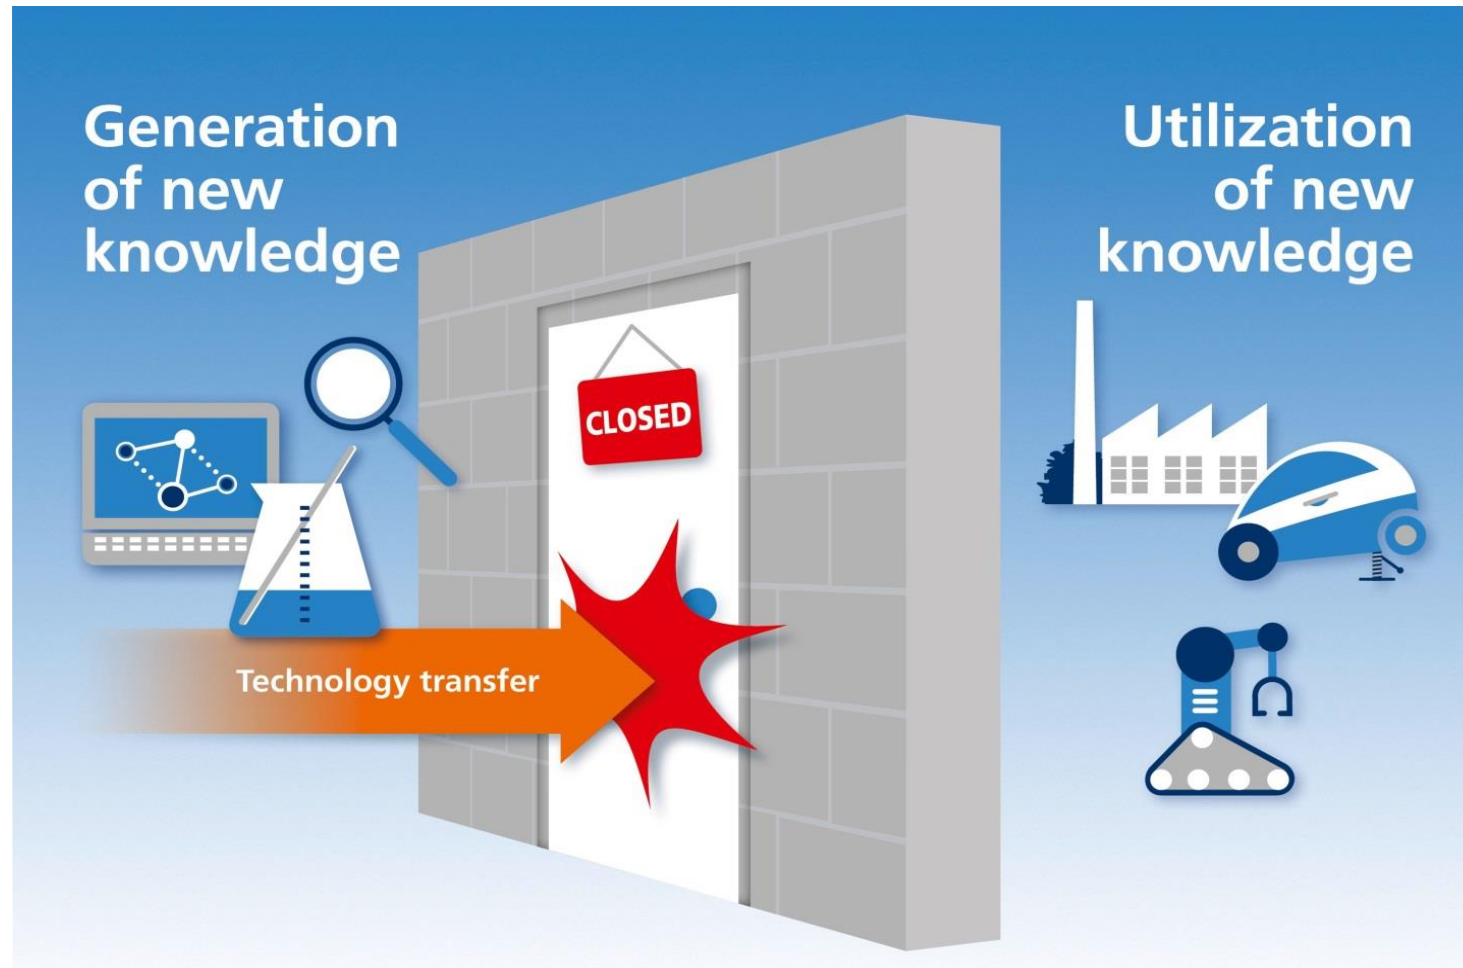 Generation
of new
knowledge
Utilization
of new
knowledge
CLOSED
Technology transfer